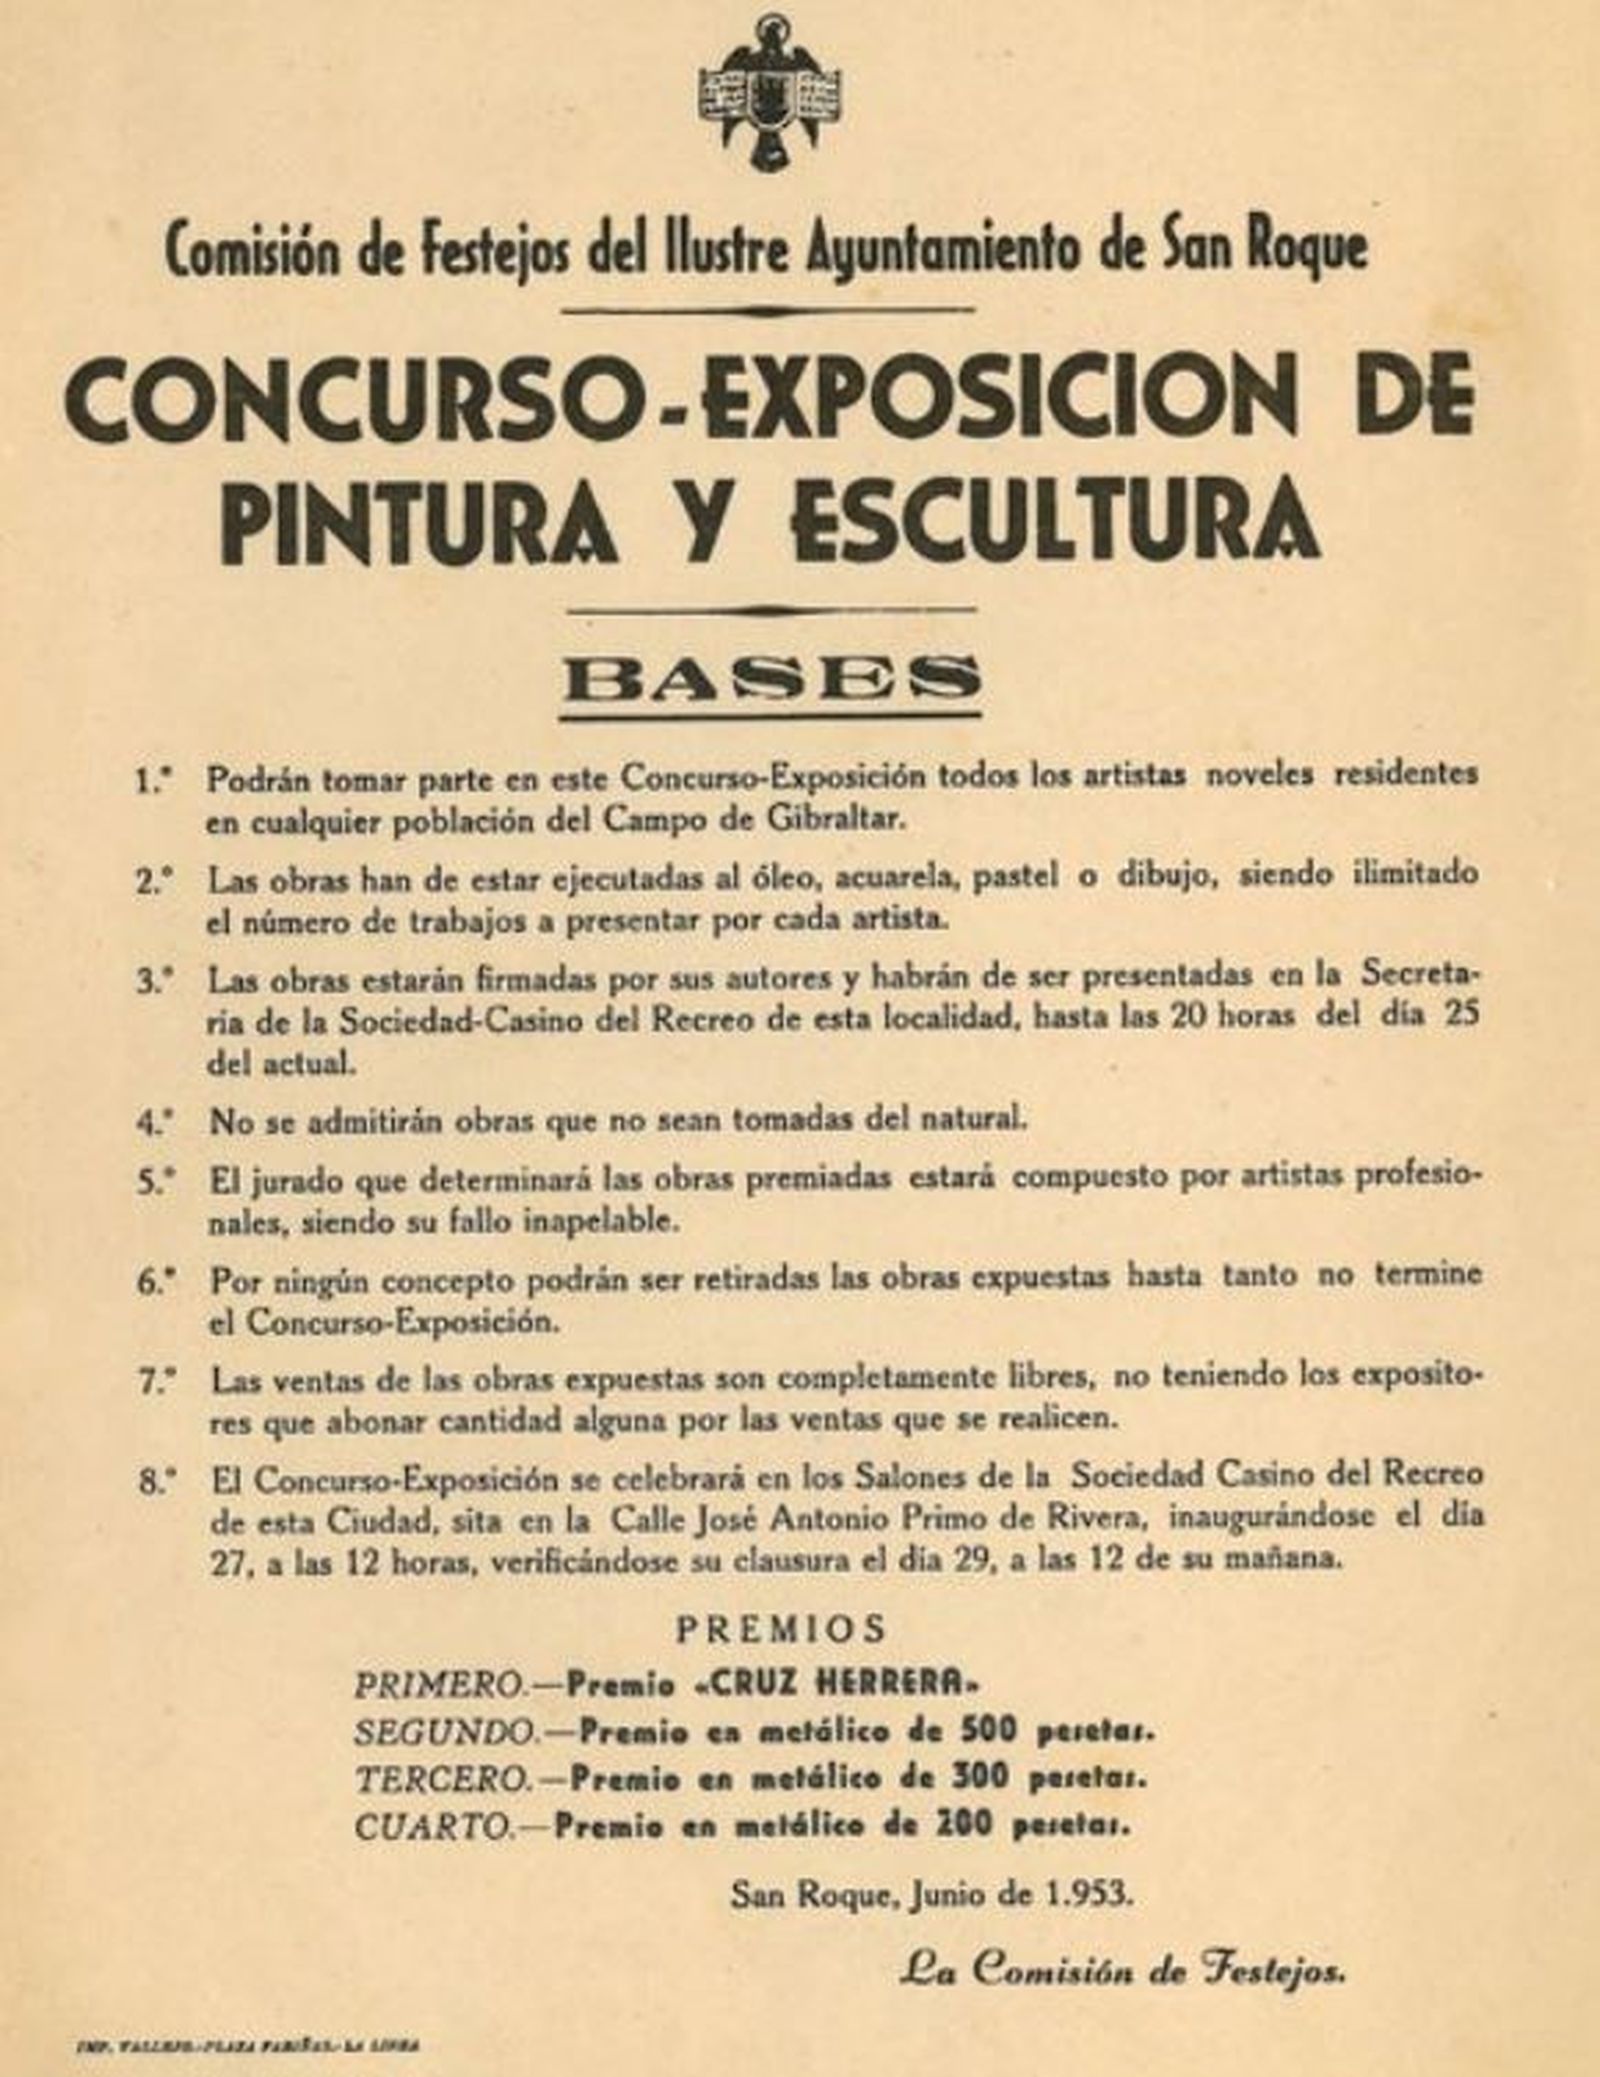 Comisión de Festejos del Ilustre Ayuntamiento de San Roque
CONCURSO-EXPOSICION DE
PINTURA Y ESCULTURA
BASES
1.ª Podrán tomar parte en este Concurso-Exposición todos los artistas noveles residentes
en cualquier población del Campo de Gibraltar.
2.ª Las obras han de estar ejecutadas al óleo, acuarela, pastel o dibujo, siendo ilimitado
el número de trabajos a presentar por cada artista.
3.ª Las obras estarán firmadas por sus autores y habrán de ser presentadas en la Secreta-
ría de la Sociedad-Casino del Recreo de esta localidad, hasta las 20 horas del día 25
del actual.
4.ª No se admitirán obras que no sean tomadas del natural.
5.ª El jurado que determinará las obras premiadas estará compuesto por artistas profesio-
nales, siendo su fallo inapelable.
6.ª Por ningún concepto podrán ser retiradas las obras expuestas hasta tanto no termine
el Concurso-Exposición.
7.ª Las ventas de las obras expuestas son completamente libres, no teniendo los exposito-
res que abonar cantidad alguna por las ventas que se realicen.
8.ª El Concurso-Exposición se celebrará en los Salones de la Sociedad Casino del Recreo
de esta Ciudad, sita en la Calle José Antonio Primo de Rivera, inaugurándose el día
27, a las 12 horas, verificándose su clausura el día 29, a las 12 de su mañana.
PREMIOS
PRIMERO.—Premio «CRUZ HERRERA»
SEGUNDO.—Premio en metálico de 500 pesetas.
TERCERO.—Premio en metálico de 300 pesetas.
CUARTO.—Premio en metálico de 200 pesetas.
San Roque, Junio de 1.953.
La Comisión de Festejos.
IMP. VALLEJO.-PLAZA FARIÑAS.-LA LINEA